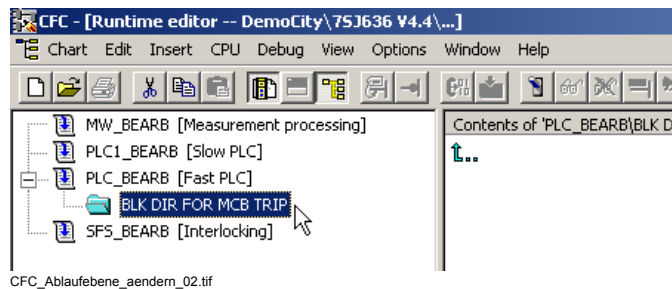 CFC - [Runtime editor -- DemoCity\7SJ636 V4.4\...]
Chart Edit Insert CPU Debug View Options Window Help
MW_BEARB [Measurement processing]
PLC1_BEARB [Slow PLC]
PLC_BEARB [Fast PLC]
BLK DIR FOR MCB TRIP
SFS_BEARB [Interlocking]
Contents of 'PLC_BEARB\BLK D
CFC_Ablaufebene_aendern_02.tif